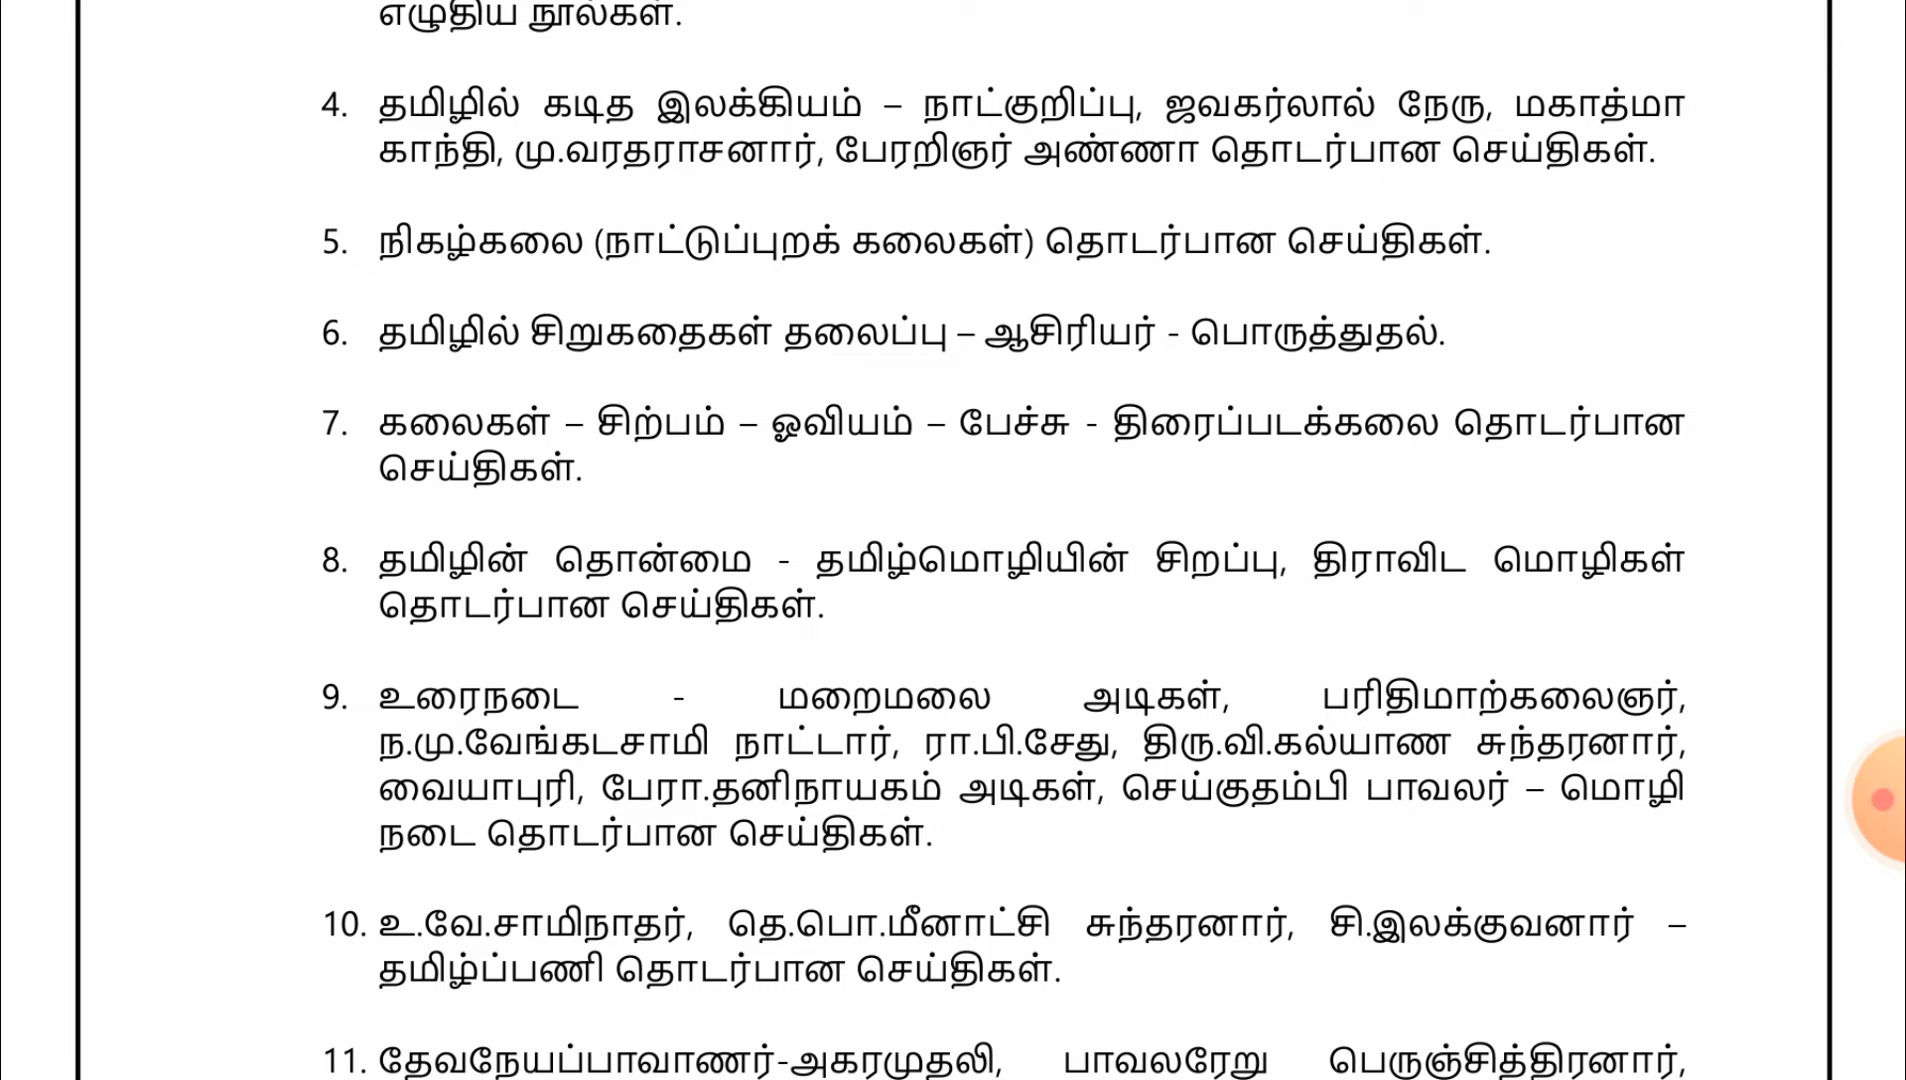 எழுதிய நூல்கள்.
4. தமிழில் கடித இலக்கியம் – நாட்குறிப்பு, ஜவகர்லால் நேரு, மகாத்மா
காந்தி, மு.வரதராசனார், பேரறிஞர் அண்ணா தொடர்பான செய்திகள்.
5. நிகழ்கலை (நாட்டுப்புறக் கலைகள்) தொடர்பான செய்திகள்.
6. தமிழில் சிறுகதைகள் தலைப்பு – ஆசிரியர் - பொருத்துதல்.
7. கலைகள் – சிற்பம் – ஓவியம் – பேச்சு - திரைப்படக்கலை தொடர்பான
செய்திகள்.
8. தமிழின் தொன்மை - தமிழ்மொழியின் சிறப்பு, திராவிட மொழிகள்
தொடர்பான செய்திகள்.
9. உரைநடை - மறைமலை அடிகள், பரிதிமாற்கலைஞர்,
ந.மு.வேங்கடசாமி நாட்டார், ரா.பி.சேது, திரு.வி.கல்யாண சுந்தரனார்,
வையாபுரி, பேரா.தனிநாயகம் அடிகள், செய்குதம்பி பாவலர் – மொழி
நடை தொடர்பான செய்திகள்.
10. உ.வே.சாமிநாதர், தெ.பொ.மீனாட்சி சுந்தரனார், சி.இலக்குவனார் –
தமிழ்ப்பணி தொடர்பான செய்திகள்.
11. தேவநேயப்பாவாணர்-அகரமுதலி, பாவலரேறு பெருஞ்சித்திரனார்,